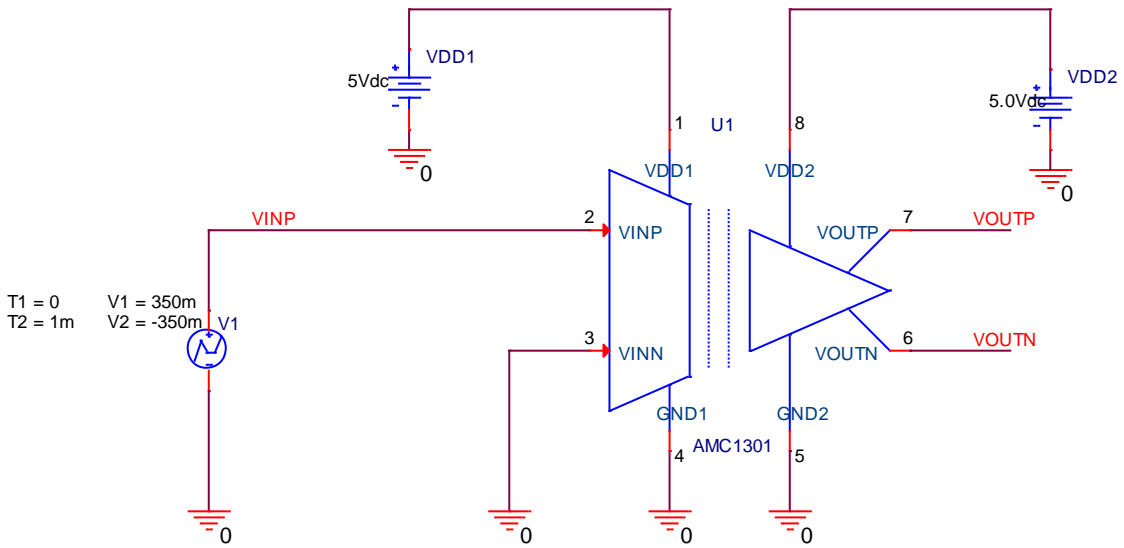 VDD1
5Vdc
0
VDD2
5.0Vdc
0
1
U1
8
VDD1
VDD2
VINP
2
VINP
7
VOUTP
VOUTP
T1 = 0
V1 = 350m
T2 = 1m
V2 = -350m
V1
3
VINN
VOUTN
6
VOUTN
GND1
GND2
AMC1301
4
5
0
0
0
0